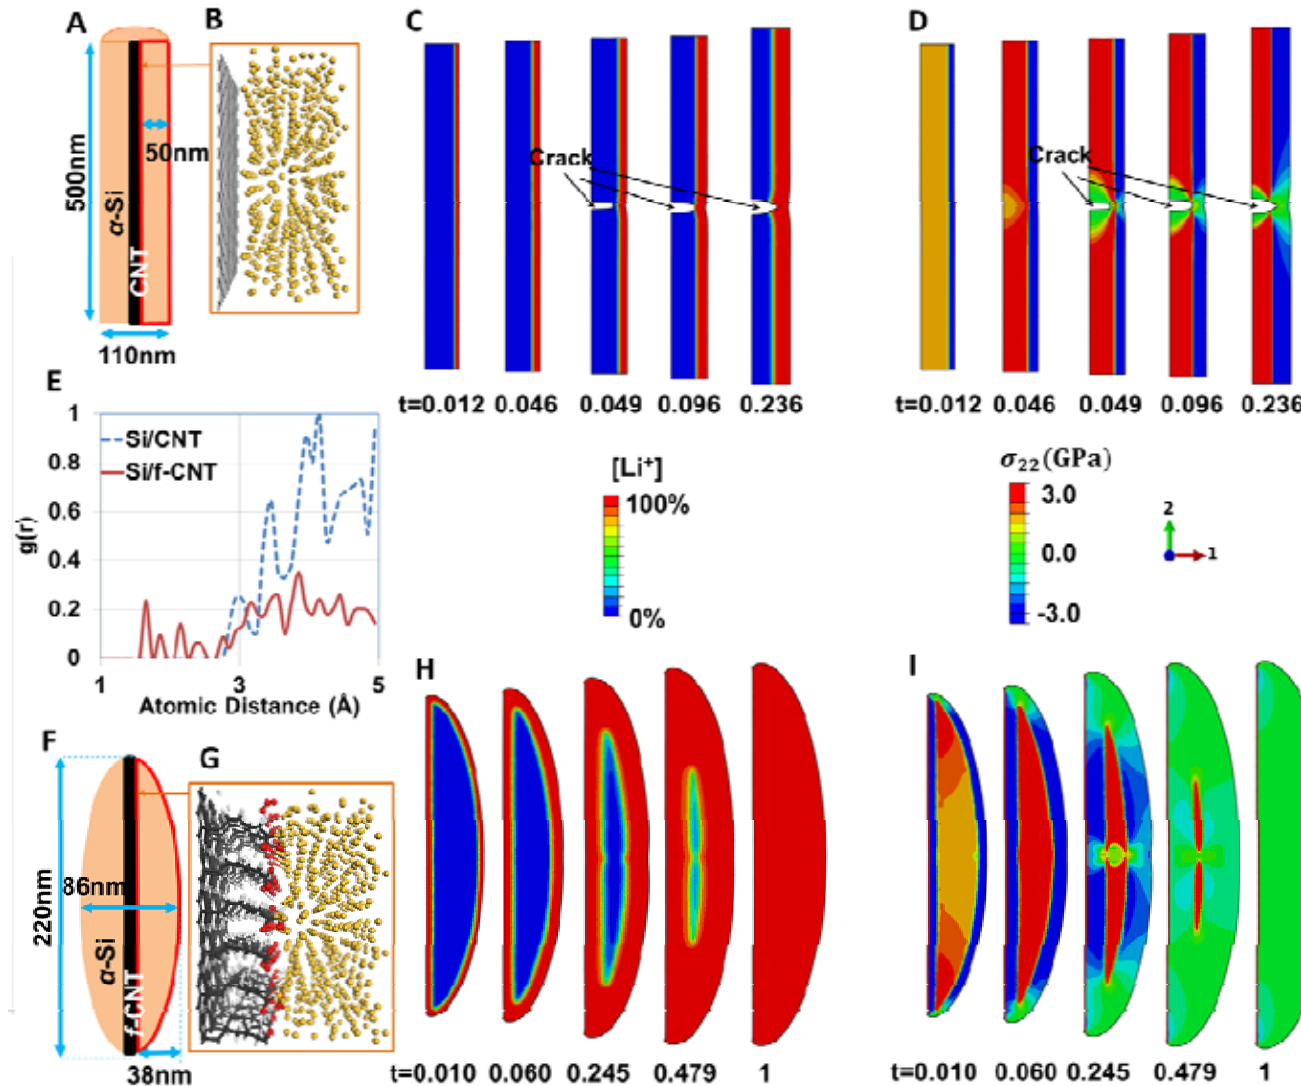 A
B
C
D
500nm
50nm
α-Si
CNT
110nm
Crack
Crack
t=0.012 0.046 0.049 0.096 0.236
t=0.012 0.046 0.049 0.096 0.236
E
1
0.8
0.6
0.4
0.2
0
g(r)
Si/CNT
Si/f-CNT
1 3 5
Atomic Distance (Å)
[Li⁺]
100%
0%
σ₂₂(GPa)
3.0
0.0
-3.0
2
1
F
G
H
I
220nm
86nm
α-Si
f-CNT
38nm
t=0.010 0.060 0.245 0.479 1
t=0.010 0.060 0.245 0.479 1